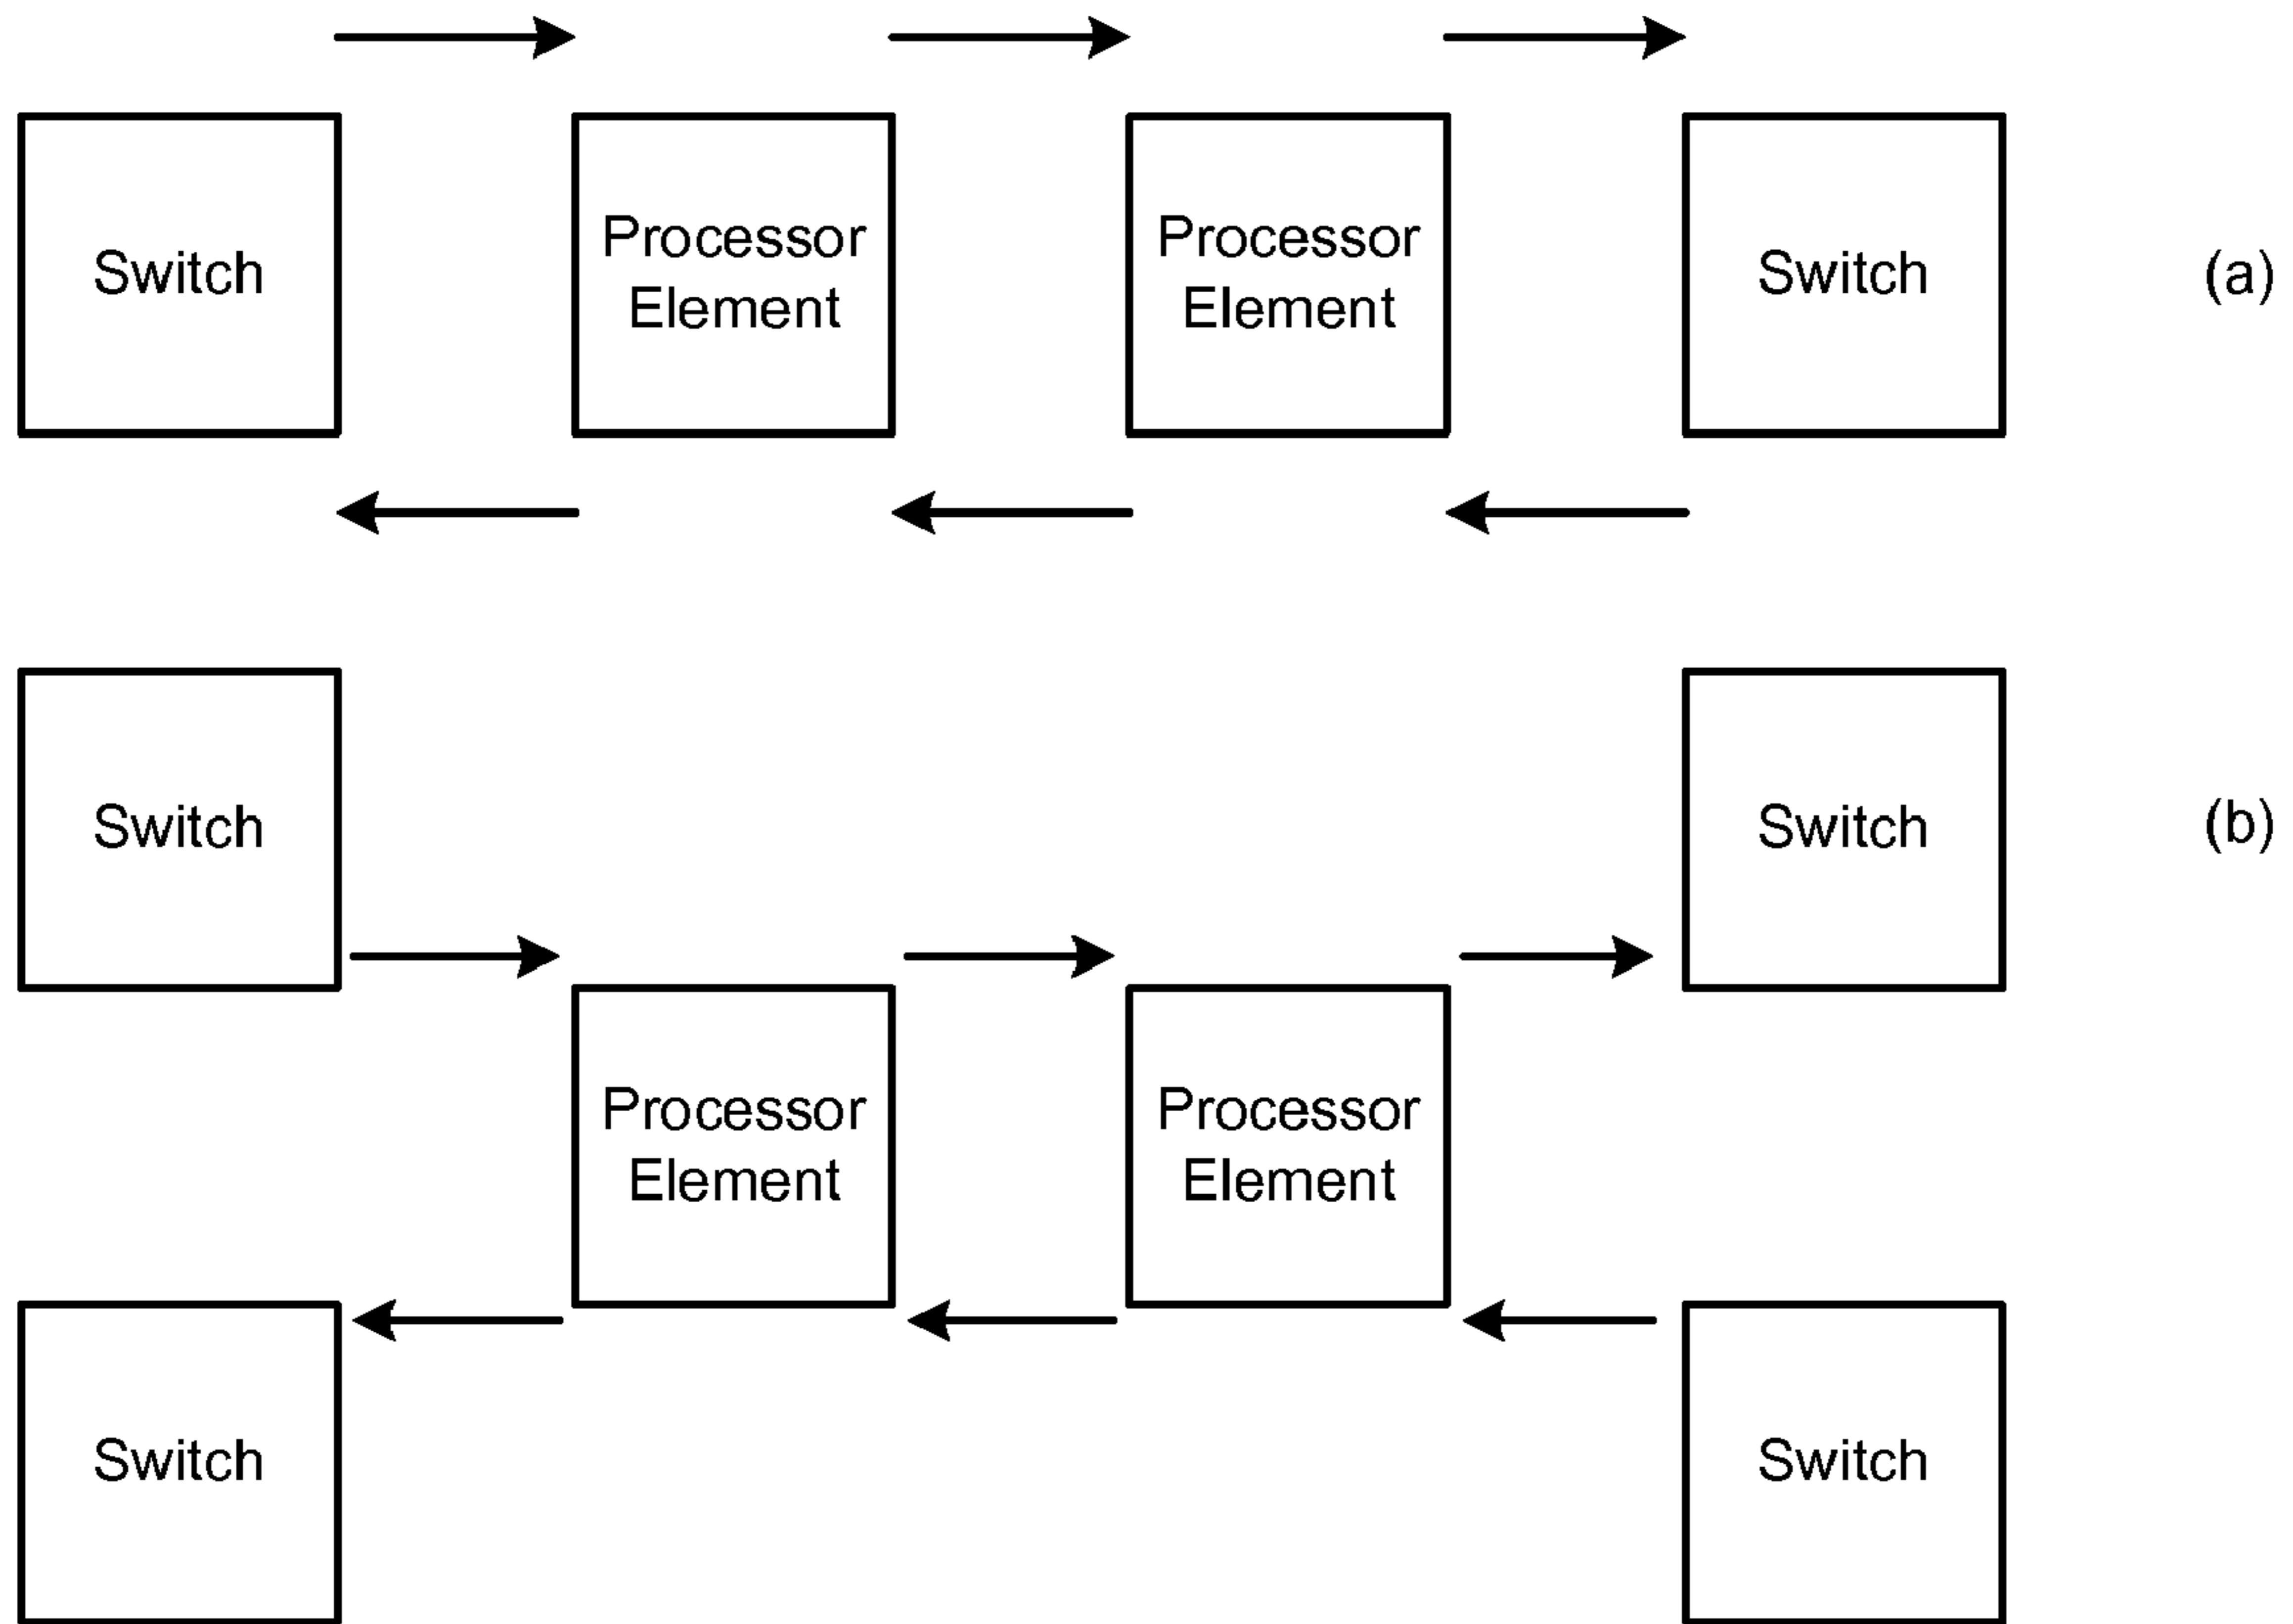 Switch
Processor
Element
Processor
Element
Switch
(a)
Switch
Switch
(b)
Processor
Element
Processor
Element
Switch
Switch